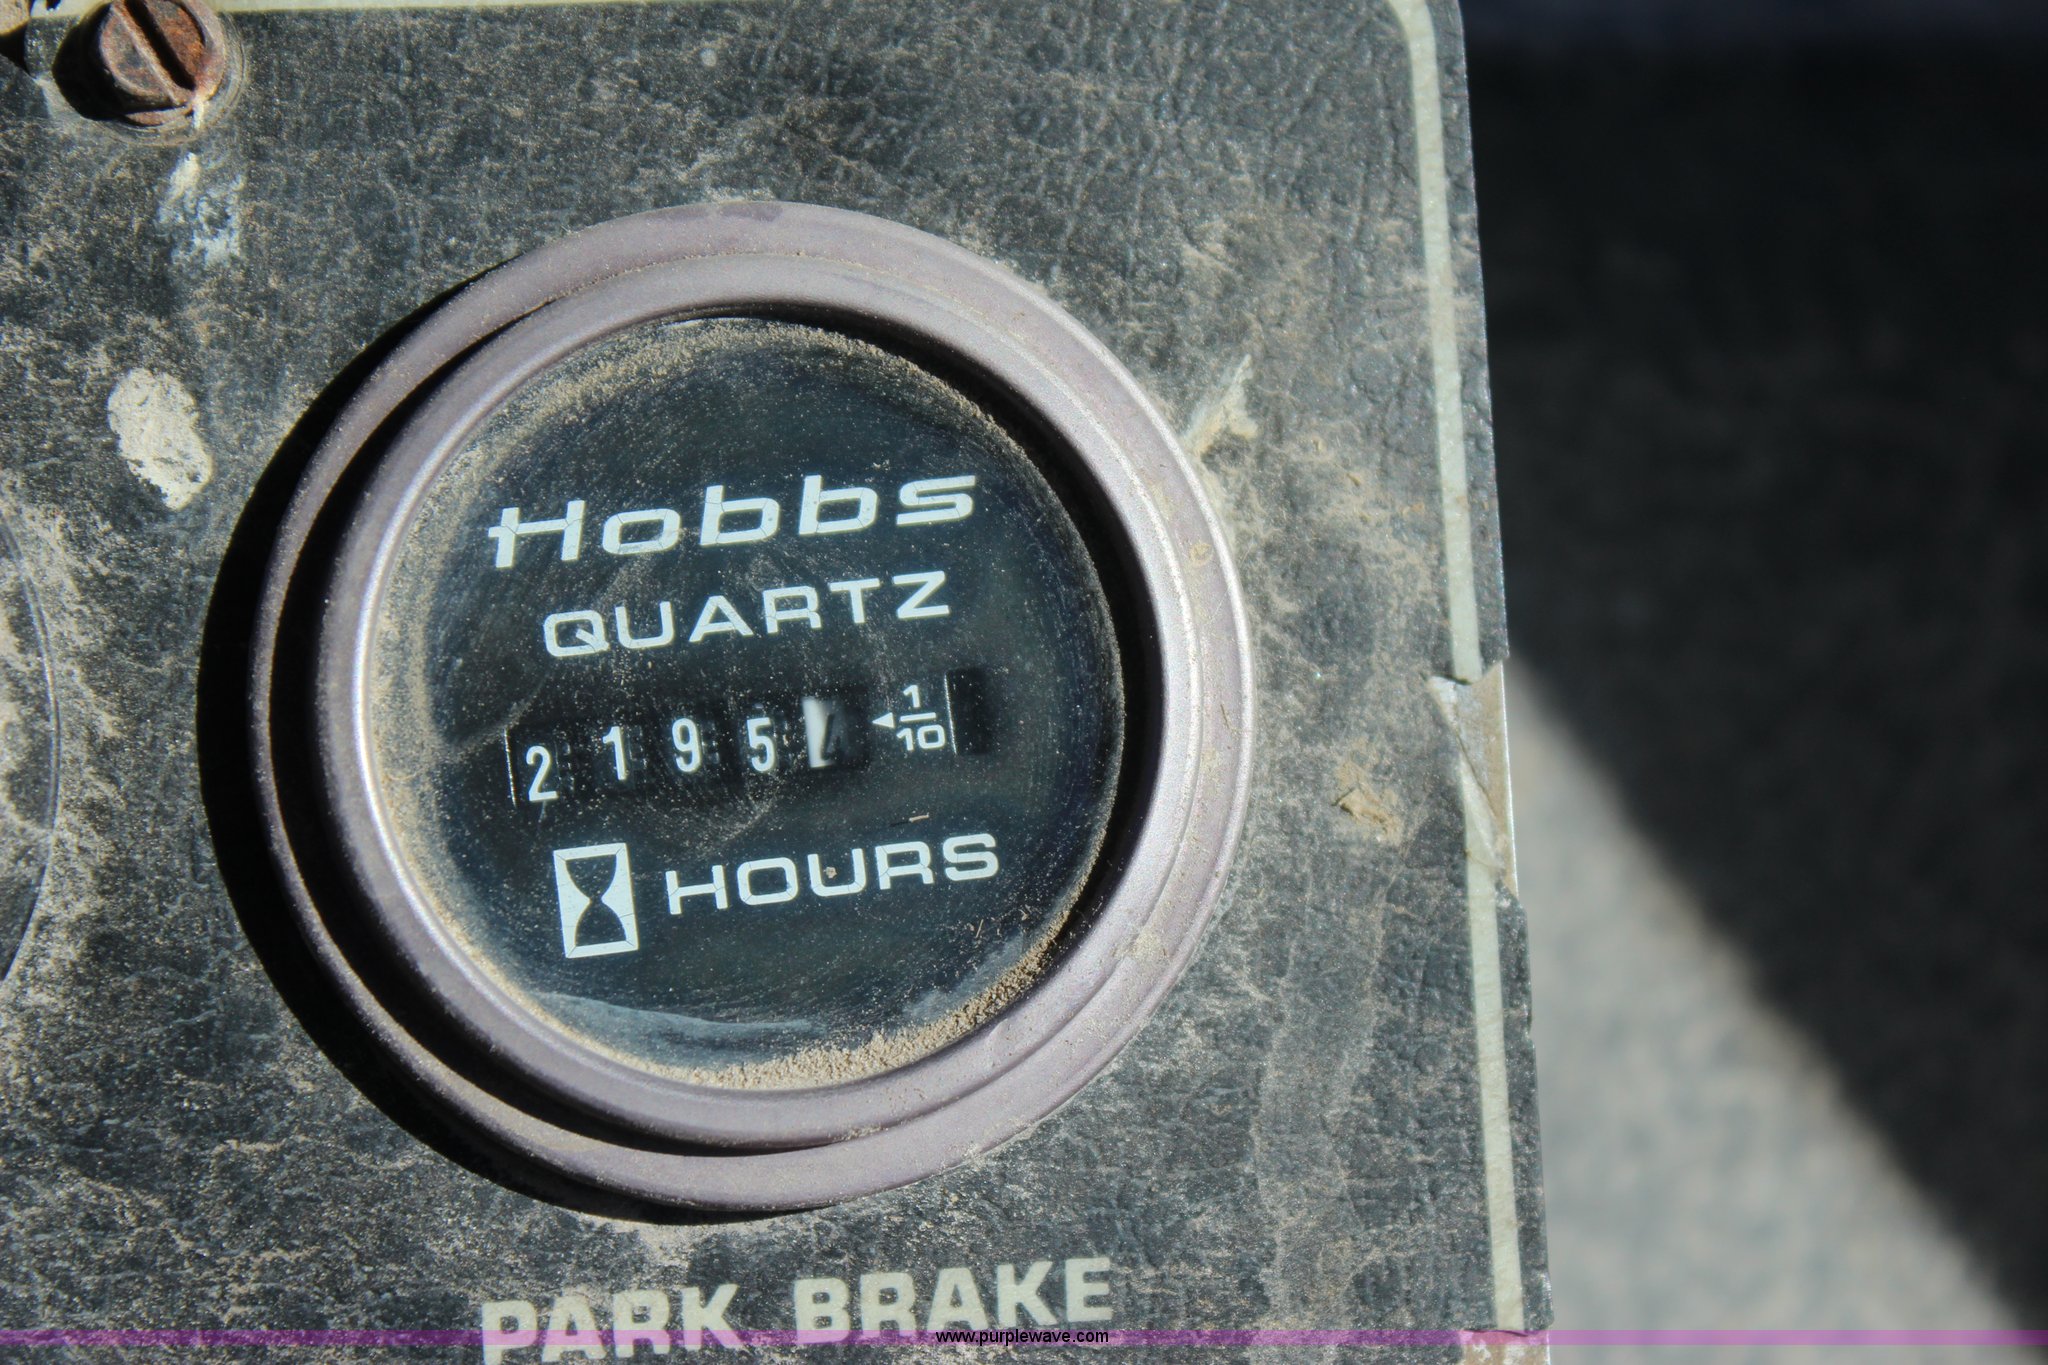 Hobbs
QUARTZ
2195 1/10
HOURS
PARK BRAKE
www.purplewave.com